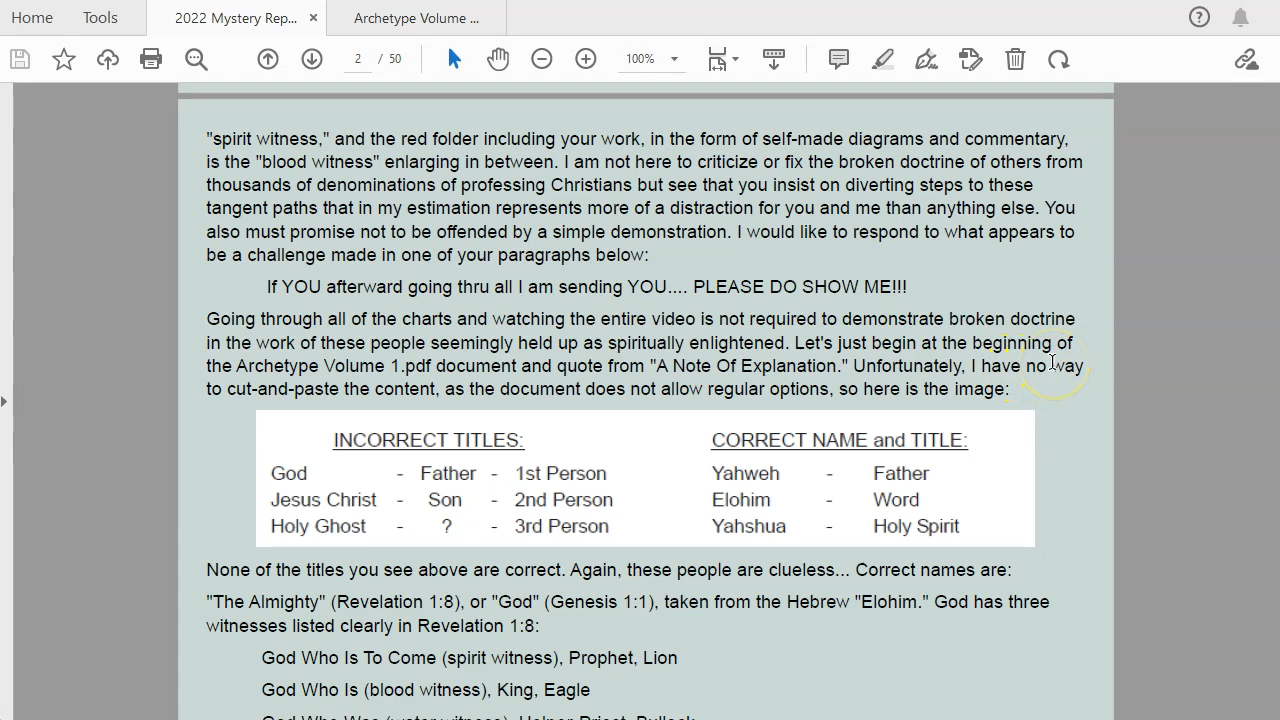 Home Tools 2022 Mystery Rep... × Archetype Volume ...
2 / 50 100%
"spirit witness," and the red folder including your work, in the form of self-made diagrams and commentary,
is the "blood witness" enlarging in between. I am not here to criticize or fix the broken doctrine of others from
thousands of denominations of professing Christians but see that you insist on diverting steps to these
tangent paths that in my estimation represents more of a distraction for you and me than anything else. You
also must promise not to be offended by a simple demonstration. I would like to respond to what appears to
be a challenge made in one of your paragraphs below:
If YOU afterward going thru all I am sending YOU.... PLEASE DO SHOW ME!!!
Going through all of the charts and watching the entire video is not required to demonstrate broken doctrine
in the work of these people seemingly held up as spiritually enlightened. Let's just begin at the beginning of
the Archetype Volume 1.pdf document and quote from "A Note Of Explanation." Unfortunately, I have no way
to cut-and-paste the content, as the document does not allow regular options, so here is the image:
INCORRECT TITLES: CORRECT NAME and TITLE:
God - Father - 1st Person Yahweh - Father
Jesus Christ - Son - 2nd Person Elohim - Word
Holy Ghost - ? - 3rd Person Yahshua - Holy Spirit
None of the titles you see above are correct. Again, these people are clueless... Correct names are:
"The Almighty" (Revelation 1:8), or "God" (Genesis 1:1), taken from the Hebrew "Elohim." God has three
witnesses listed clearly in Revelation 1:8:
God Who Is To Come (spirit witness), Prophet, Lion
God Who Is (blood witness), King, Eagle
God Who Was (water witness), Helper Priest, Bullock